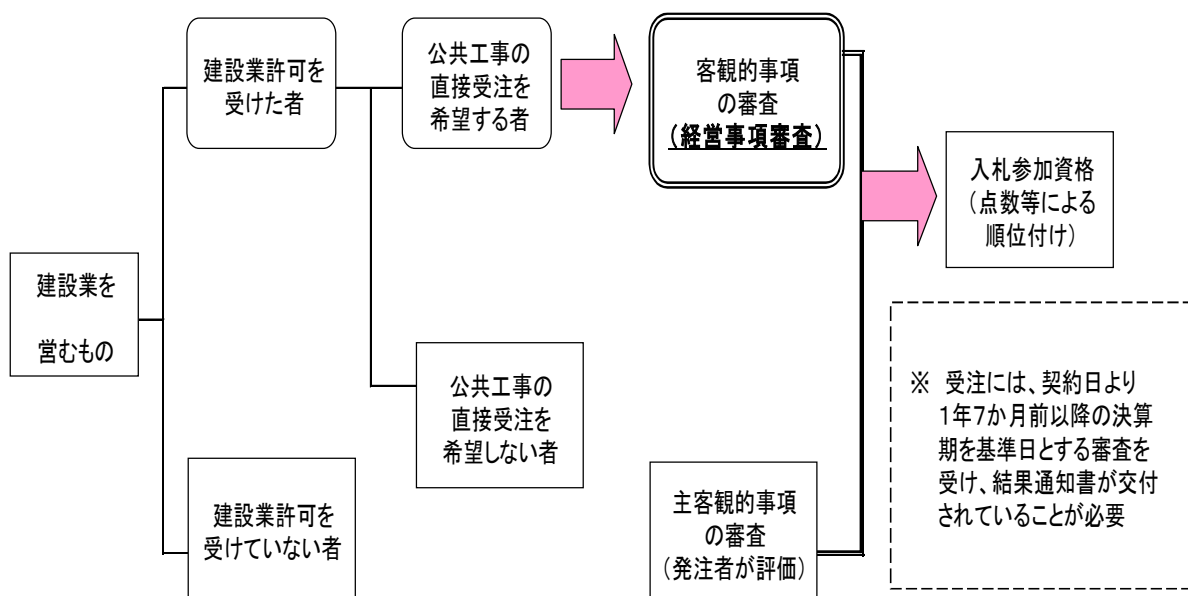 建設業を
営むもの
建設業許可を
受けた者
公共工事の
直接受注を
希望する者
客観的事項
の審査
(経営事項審査)
入札参加資格
(点数等による
順位付け)
公共工事の
直接受注を
希望しない者
建設業許可を
受けていない者
主客観的事項
の審査
(発注者が評価)
※ 受注には、契約日より
1年7か月前以降の決算
期を基準日とする審査を
受け、結果通知書が交付
されていることが必要